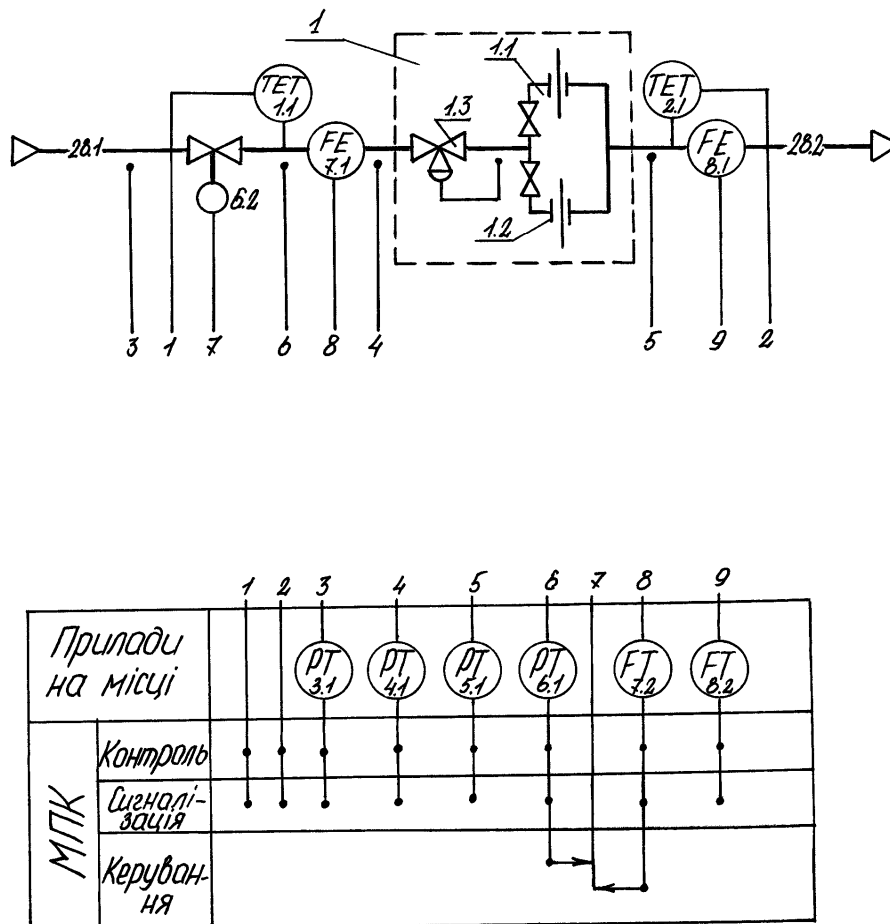 1
1.1
TET
1.1
1.3
TET
2.1
28.1
FE
7.1
FE
8.1
28.2
6.2
1.2
3 1 7 6 8 4 5 9 2
1 2 3 4 5 6 7 8 9
Прилади
на місці
PT
3.1
PT
4.1
PT
5.1
PT
6.1
FT
7.2
FT
8.2
МПК
Контроль
Сигналі-
зація
Керуван-
ня